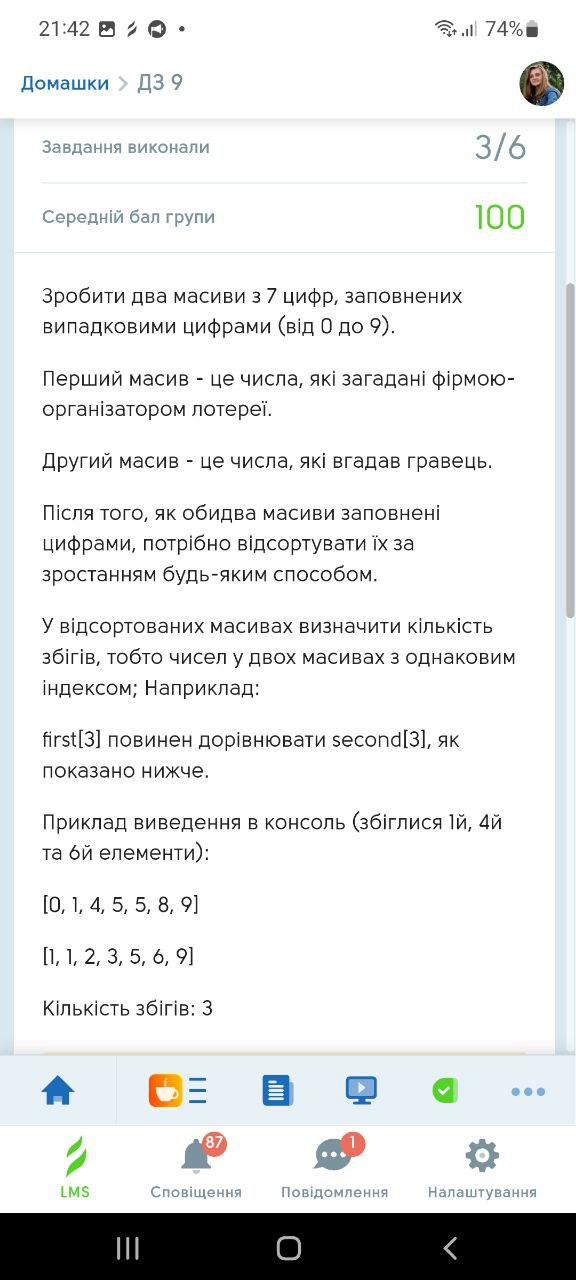 21:42
74%
Домашки > ДЗ 9
Завдання виконали 3/6
Середній бал групи 100
Зробити два масиви з 7 цифр, заповнених
випадковими цифрами (від 0 до 9).
Перший масив - це числа, які загадані фірмою-
організатором лотереї.
Другий масив - це числа, які вгадав гравець.
Після того, як обидва масиви заповнені
цифрами, потрібно відсортувати їх за
зростанням будь-яким способом.
У відсортованих масивах визначити кількість
збігів, тобто чисел у двох масивах з однаковим
індексом; Наприклад:
first[3] повинен дорівнювати second[3], як
показано нижче.
Приклад виведення в консоль (збіглися 1й, 4й
та 6й елементи):
[0, 1, 4, 5, 5, 8, 9]
[1, 1, 2, 3, 5, 6, 9]
Кількість збігів: 3
87
1
LMS
Сповіщення
Повідомлення
Налаштування